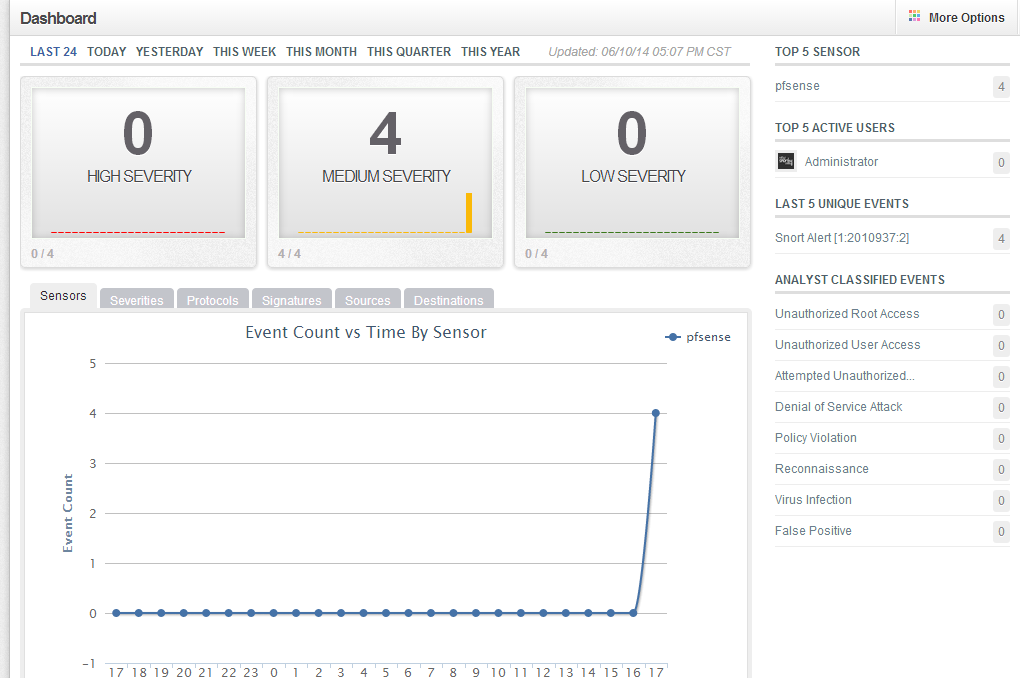 Dashboard
More Options
LAST 24 TODAY YESTERDAY THIS WEEK THIS MONTH THIS QUARTER THIS YEAR Updated: 06/10/14 05:07 PM CST
0
HIGH SEVERITY
0 / 4
4
MEDIUM SEVERITY
4 / 4
0
LOW SEVERITY
0 / 4
Sensors Severities Protocols Signatures Sources Destinations
Event Count vs Time By Sensor
pfsense
Event Count
5
4
3
2
1
0
−1
17 18 19 20 21 22 23 0 1 2 3 4 5 6 7 8 9 10 11 12 13 14 15 16 17
TOP 5 SENSOR
pfsense 4
TOP 5 ACTIVE USERS
Administrator 0
LAST 5 UNIQUE EVENTS
Snort Alert [1:2010937:2] 4
ANALYST CLASSIFIED EVENTS
Unauthorized Root Access 0
Unauthorized User Access 0
Attempted Unauthorized... 0
Denial of Service Attack 0
Policy Violation 0
Reconnaissance 0
Virus Infection 0
False Positive 0